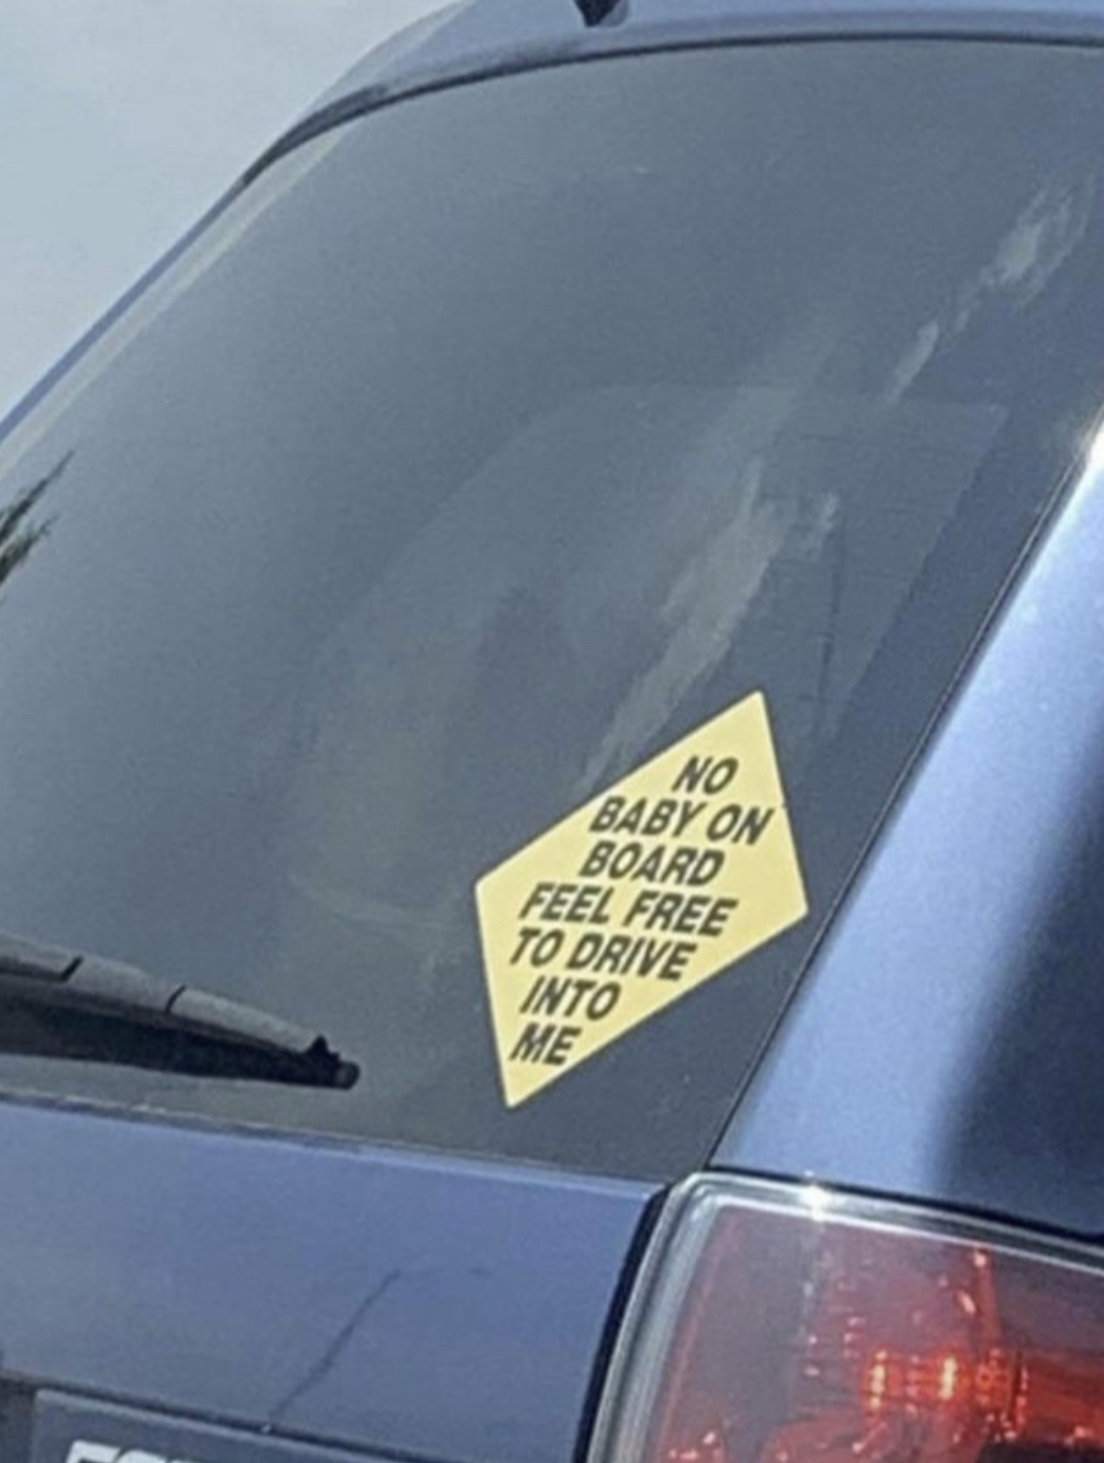 NO
BABY ON
BOARD
FEEL FREE
TO DRIVE
INTO
ME